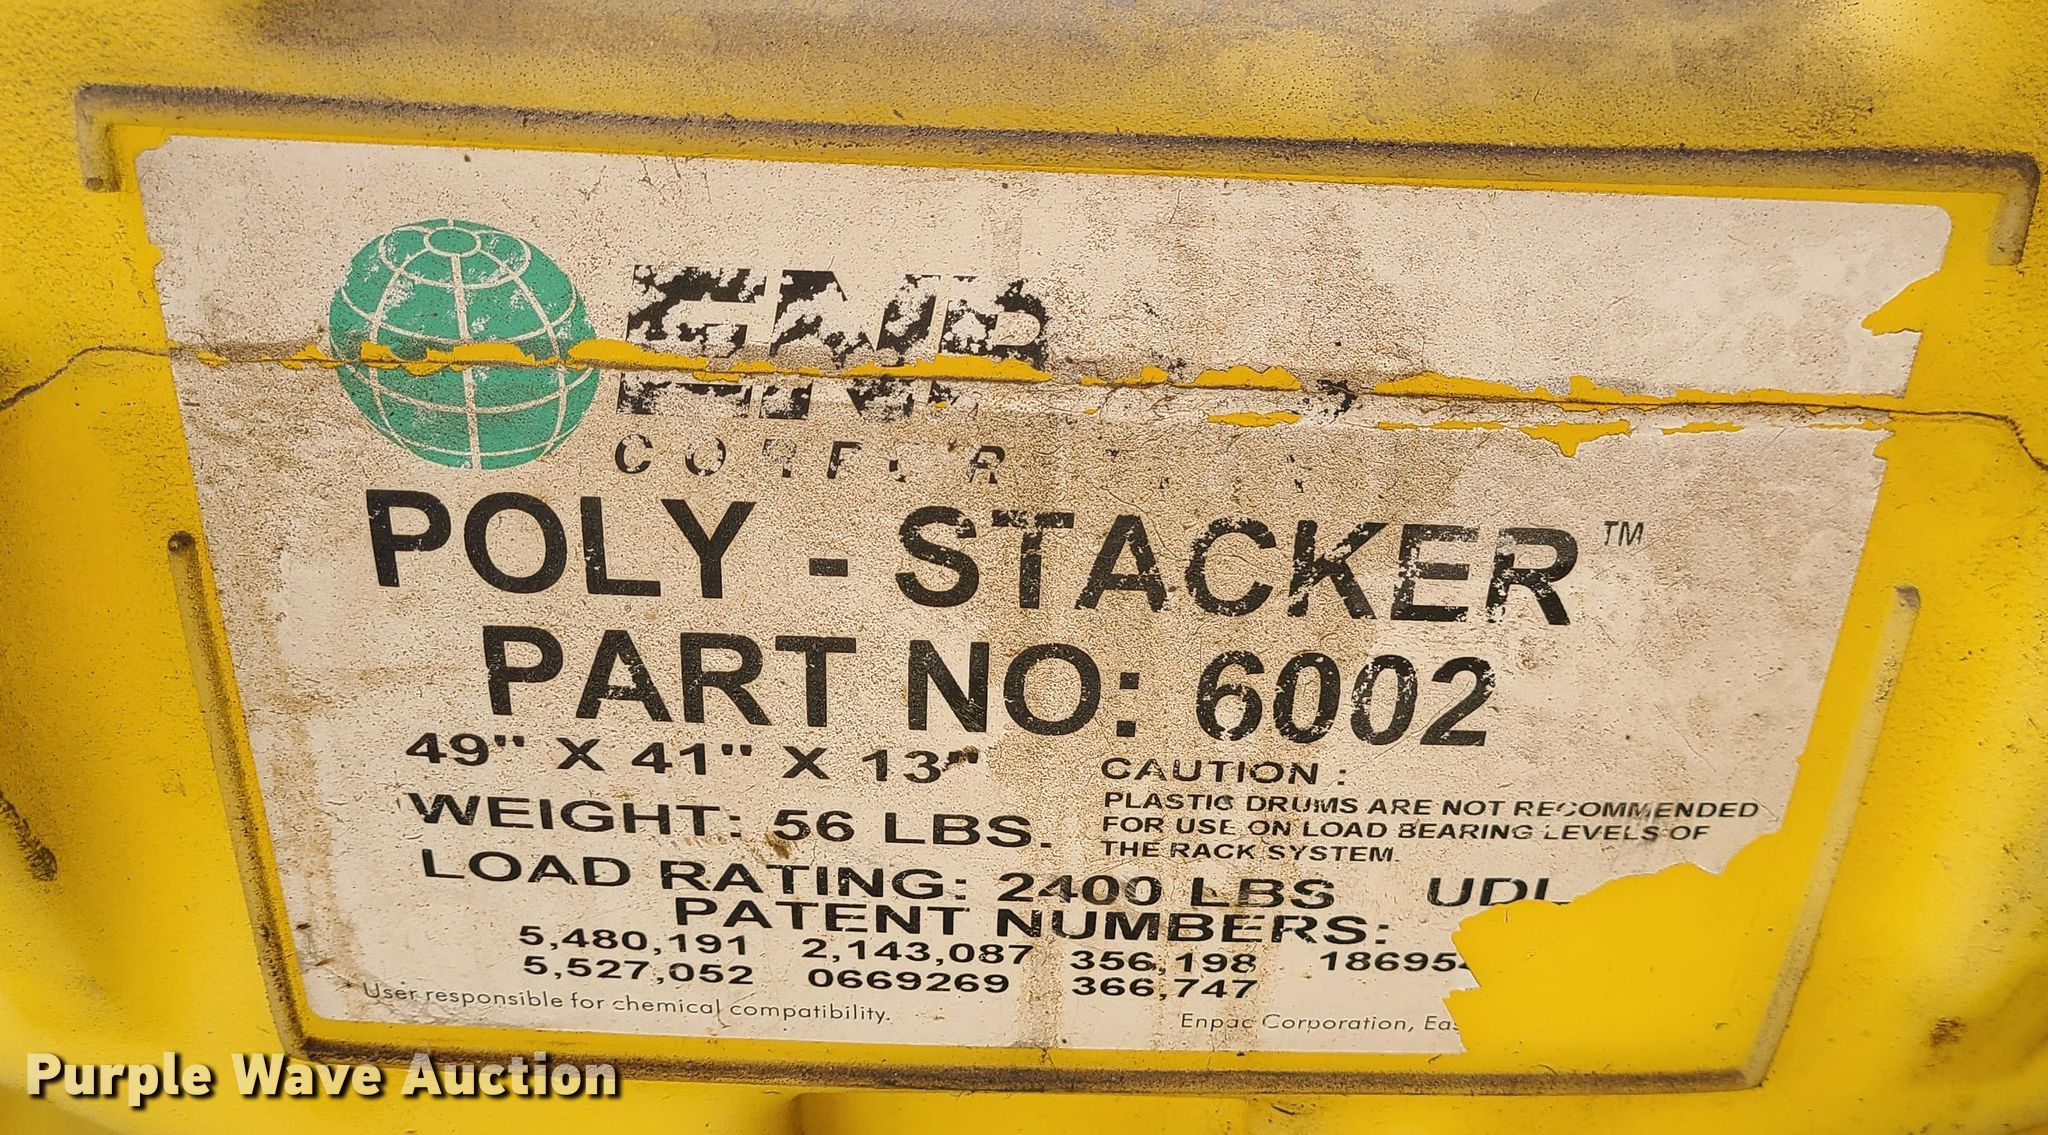 POLY - STACKER™
PART NO: 6002
49" X 41" X 13"
WEIGHT: 56 LBS.
CAUTION :
PLASTIC DRUMS ARE NOT RECOMMENDED
FOR USE ON LOAD BEARING LEVELS OF
THE RACK SYSTEM.
LOAD RATING: 2400 LBS UDL
PATENT NUMBERS:
5,480,191 2,143,087 356,198
5,527,052 0669269 366,747
* User responsible for chemical compatibility.
Enpac Corporation,
Purple Wave Auction